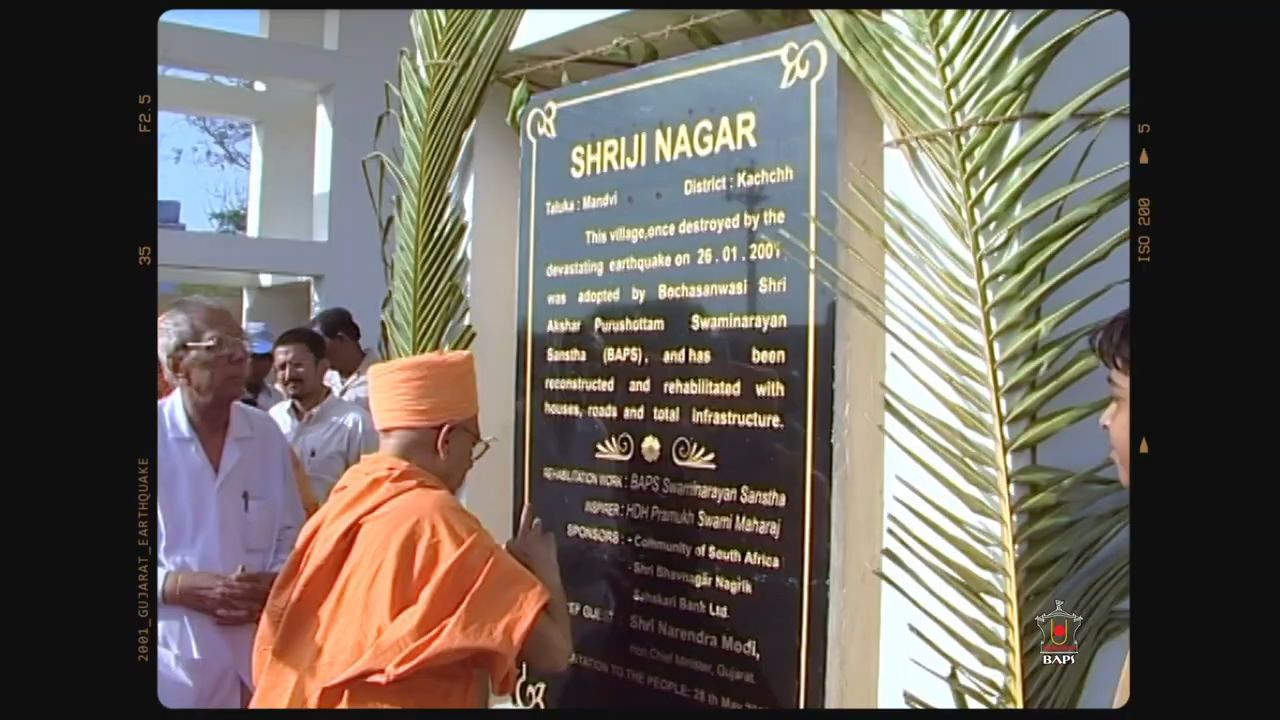 SHRIJI NAGAR
Taluka : Mandvi District : Kachchh
This village,once destroyed by the
devastating earthquake on 26 . 01 . 2001
was adopted by Bochasanwasi Shri
Akshar Purushottam Swaminarayan
Sanstha (BAPS), and has been
reconstructed and rehabilitated with
houses, roads and total infrastructure.
REHABILITATION WORK : BAPS Swaminarayan Sanstha
INSPIRER : HDH Pramukh Swami Maharaj
SPONSORS : - Community of South Africa
- Shri Bhavnagar Nagrik
Sahakari Bank Ltd.
Shri Narendra Modi,
Hon.Chief Minister, Gujarat.
TO THE PEOPLE: 28 th May
F2.5
35
2001_GUJARAT_EARTHQUAKE
5
ISO 200
BAPS